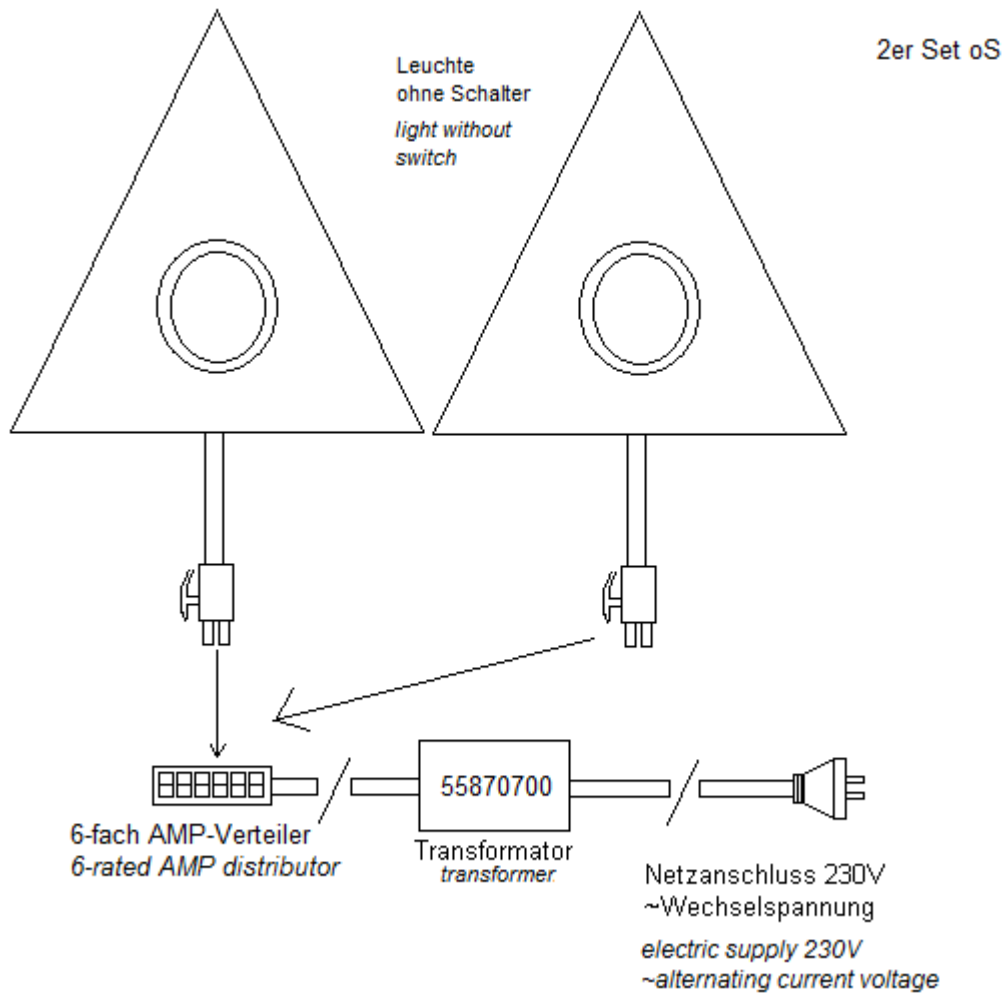 2er Set oS
Leuchte
ohne Schalter
light without
switch
55870700
6-fach AMP-Verteiler
6-rated AMP distributor
Transformator
transformer
Netzanschluss 230V
~Wechselspannung
electric supply 230V
~alternating current voltage